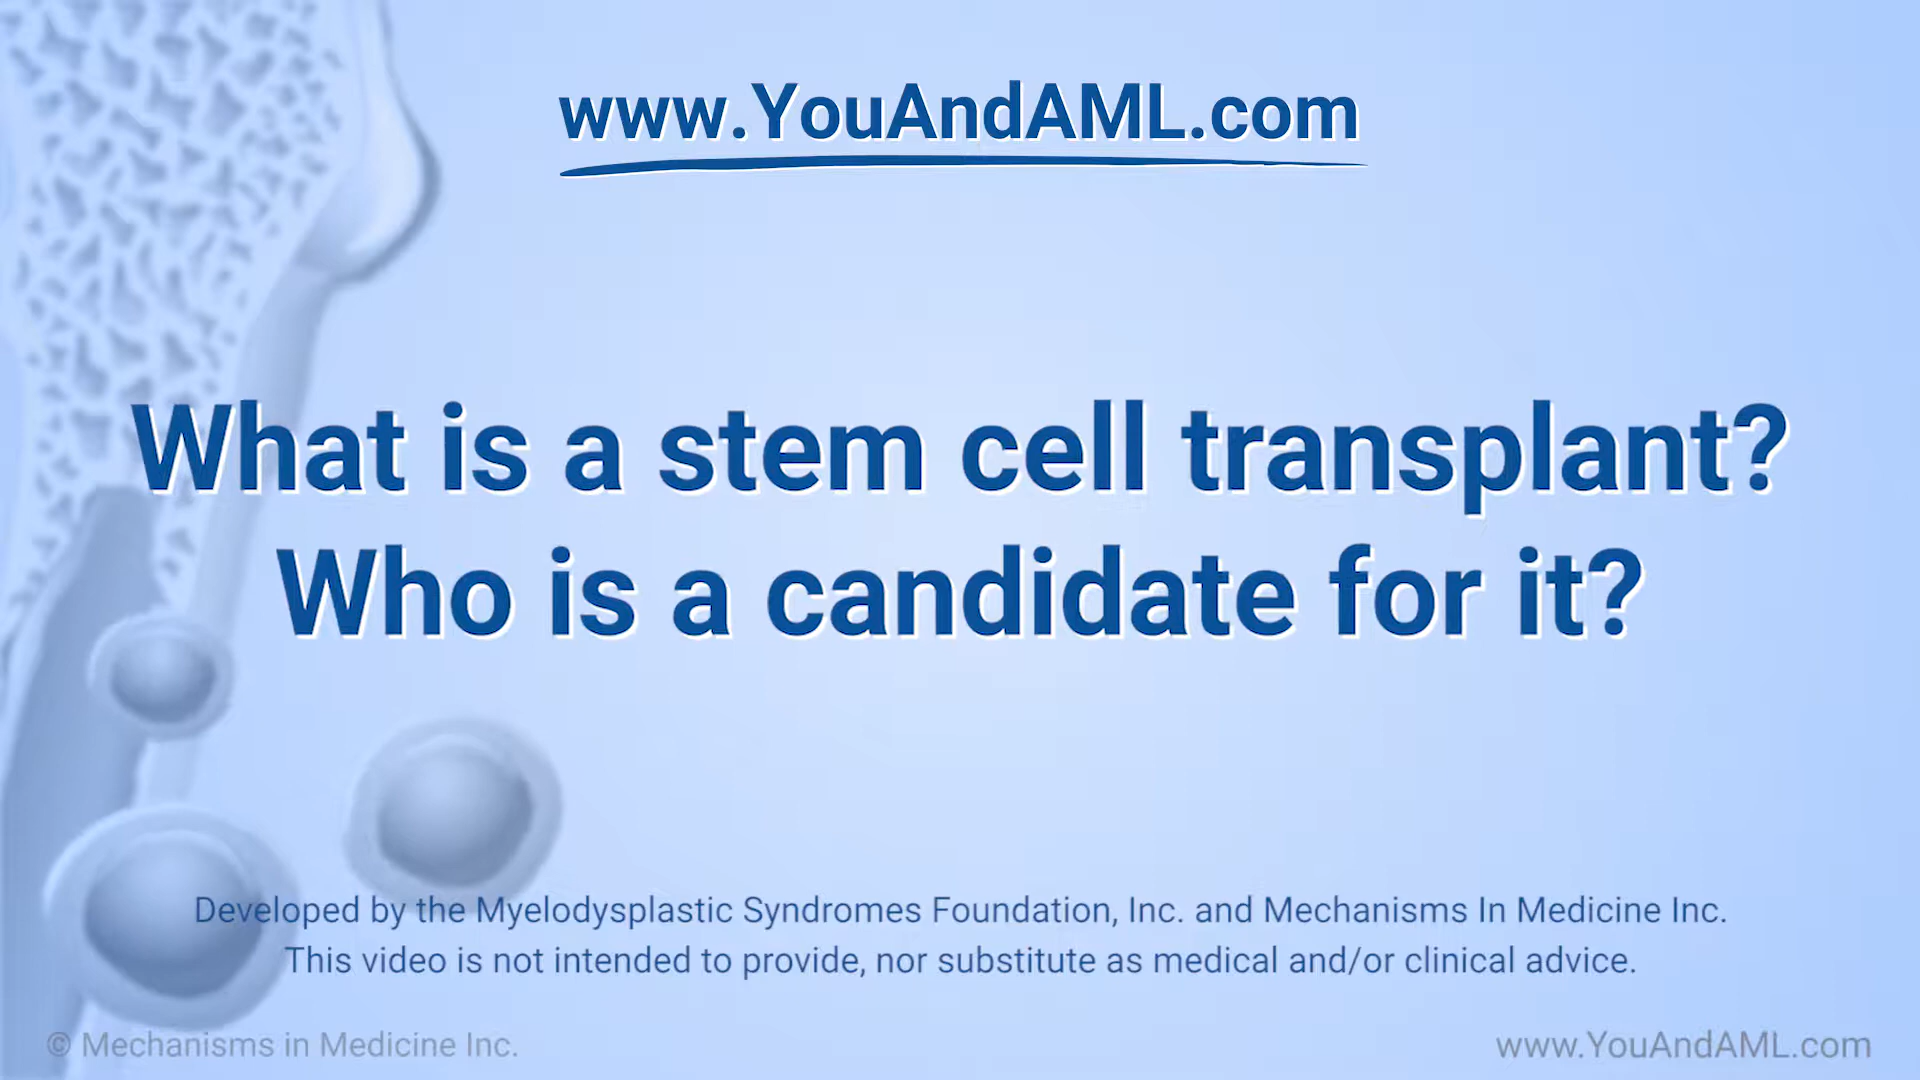 www.YouAndAML.com
What is a stem cell transplant?
Who is a candidate for it?
Developed by the Myelodysplastic Syndromes Foundation, Inc. and Mechanisms In Medicine Inc.
This video is not intended to provide, nor substitute as medical and/or clinical advice.
© Mechanisms in Medicine Inc.
www.YouAndAML.com